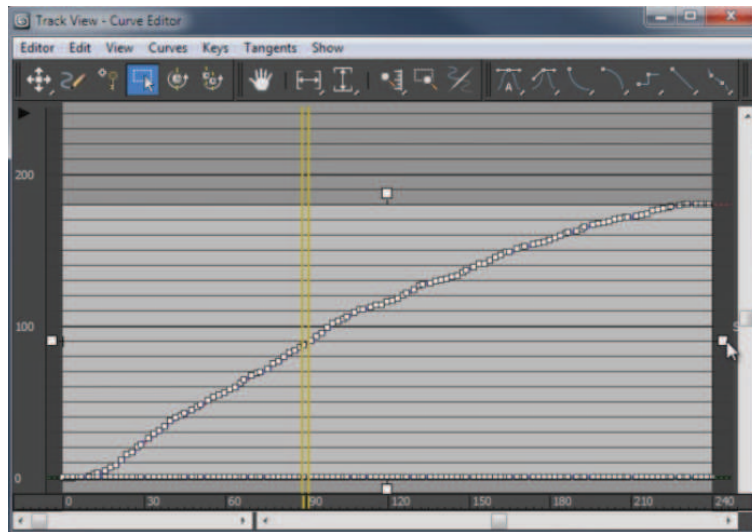 Track View - Curve Editor
Editor Edit View Curves Keys Tangents Show
A
200
100
0
0 30 60 90 120 150 180 210 240
S